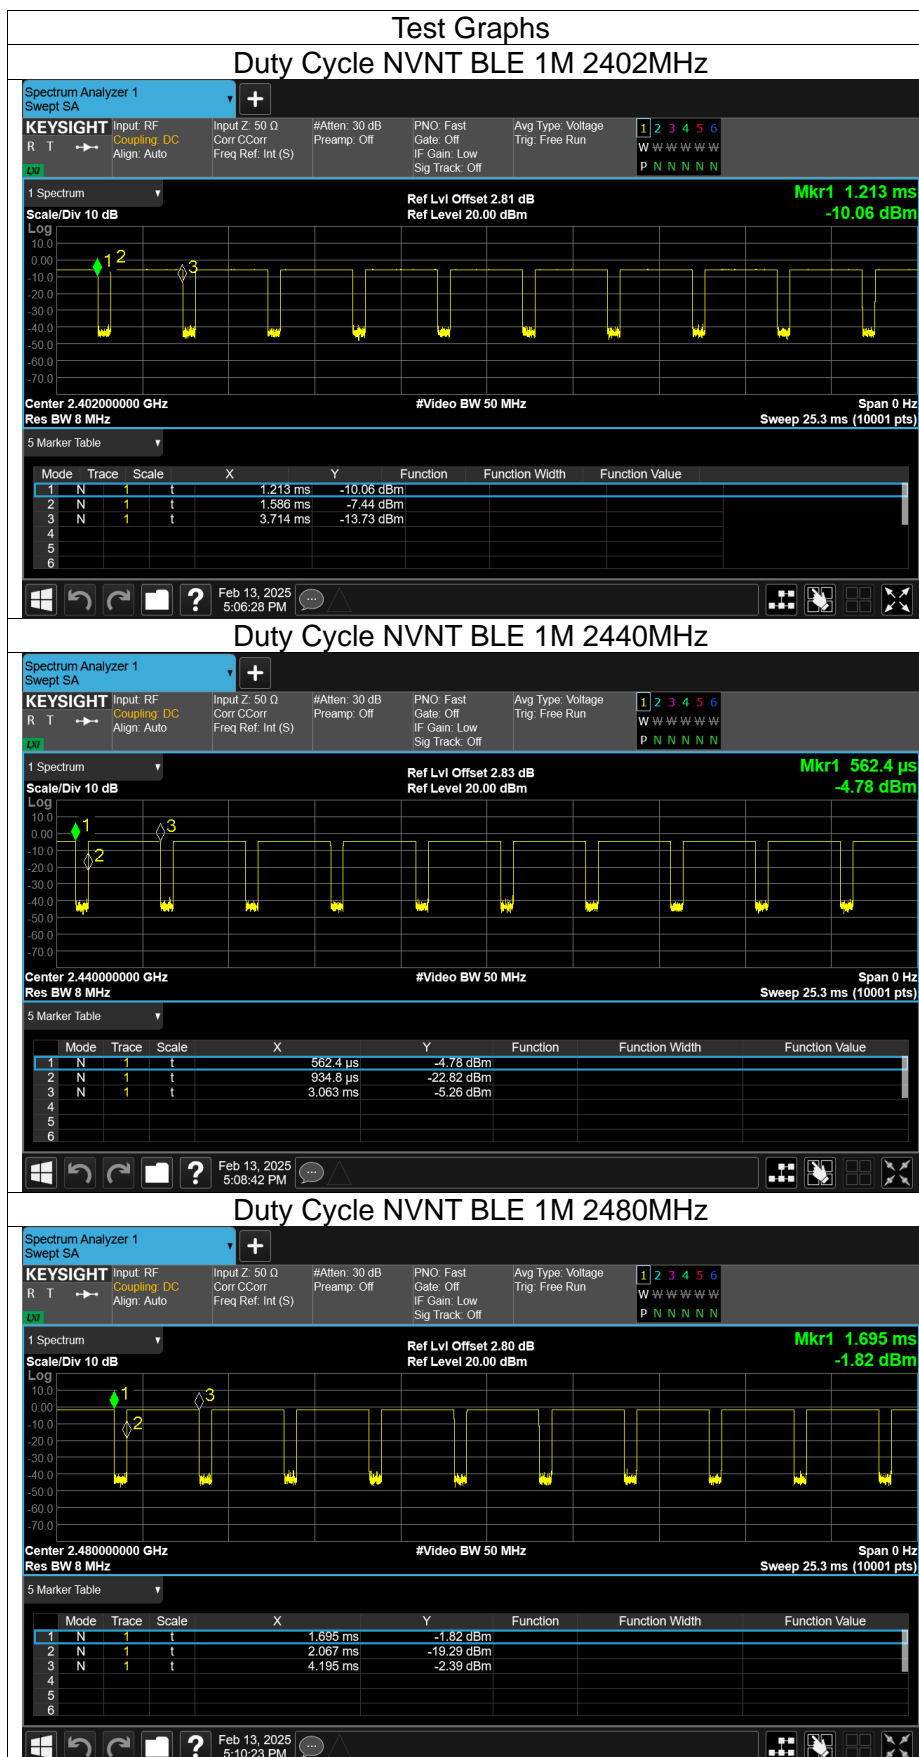 Test Graphs
Duty Cycle NVNT BLE 1M 2402MHz
Spectrum Analyzer 1
Swept SA
KEYSIGHT Input: RF Input Z: 50 Ω #Atten: 30 dB PNO: Fast Avg Type: Voltage 1 2 3 4 5 6
R T Coupling: DC Corr CCorr Preamp: Off Gate: Off Trig: Free Run W W W W W W
Align: Auto Freq Ref: Int (S) IF Gain: Low P N N N N N
LXI Sig Track: Off
1 Spectrum Ref Lvl Offset 2.81 dB Mkr1 1.213 ms
Scale/Div 10 dB Ref Level 20.00 dBm -10.06 dBm
Log
10.0
0.00 1 2
-10.0 3
-20.0
-30.0
-40.0
-50.0
-60.0
-70.0
Center 2.402000000 GHz #Video BW 50 MHz Span 0 Hz
Res BW 8 MHz Sweep 25.3 ms (10001 pts)
5 Marker Table
Mode Trace Scale X Y Function Function Width Function Value
1 N 1 t 1.213 ms -10.06 dBm
2 N 1 t 1.586 ms -7.44 dBm
3 N 1 t 3.714 ms -13.73 dBm
4
5
6
? Feb 13, 2025
5:06:28 PM
Duty Cycle NVNT BLE 1M 2440MHz
Spectrum Analyzer 1
Swept SA
KEYSIGHT Input: RF Input Z: 50 Ω #Atten: 30 dB PNO: Fast Avg Type: Voltage 1 2 3 4 5 6
R T Coupling: DC Corr CCorr Preamp: Off Gate: Off Trig: Free Run W W W W W W
Align: Auto Freq Ref: Int (S) IF Gain: Low P N N N N N
LXI Sig Track: Off
1 Spectrum Ref Lvl Offset 2.83 dB Mkr1 562.4 µs
Scale/Div 10 dB Ref Level 20.00 dBm -4.78 dBm
Log
10.0 1 3
0.00
-10.0 2
-20.0
-30.0
-40.0
-50.0
-60.0
-70.0
Center 2.440000000 GHz #Video BW 50 MHz Span 0 Hz
Res BW 8 MHz Sweep 25.3 ms (10001 pts)
5 Marker Table
Mode Trace Scale X Y Function Function Width Function Value
1 N 1 t 562.4 µs -4.78 dBm
2 N 1 t 934.8 µs -22.82 dBm
3 N 1 t 3.063 ms -5.26 dBm
4
5
6
? Feb 13, 2025
5:08:42 PM
Duty Cycle NVNT BLE 1M 2480MHz
Spectrum Analyzer 1
Swept SA
KEYSIGHT Input: RF Input Z: 50 Ω #Atten: 30 dB PNO: Fast Avg Type: Voltage 1 2 3 4 5 6
R T Coupling: DC Corr CCorr Preamp: Off Gate: Off Trig: Free Run W W W W W W
Align: Auto Freq Ref: Int (S) IF Gain: Low P N N N N N
LXI Sig Track: Off
1 Spectrum Ref Lvl Offset 2.80 dB Mkr1 1.695 ms
Scale/Div 10 dB Ref Level 20.00 dBm -1.82 dBm
Log
10.0 1 3
0.00
-10.0 2
-20.0
-30.0
-40.0
-50.0
-60.0
-70.0
Center 2.480000000 GHz #Video BW 50 MHz Span 0 Hz
Res BW 8 MHz Sweep 25.3 ms (10001 pts)
5 Marker Table
Mode Trace Scale X Y Function Function Width Function Value
1 N 1 t 1.695 ms -1.82 dBm
2 N 1 t 2.067 ms -19.29 dBm
3 N 1 t 4.195 ms -2.39 dBm
4
5
6
? Feb 13, 2025
5:10:23 PM